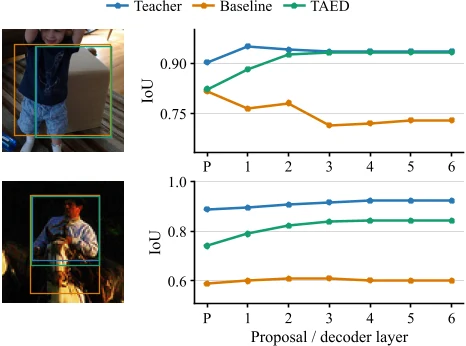 Teacher Baseline TAED
IoU
0.90
0.75
P 1 2 3 4 5 6
IoU
1.0
0.8
0.6
P 1 2 3 4 5 6
Proposal / decoder layer